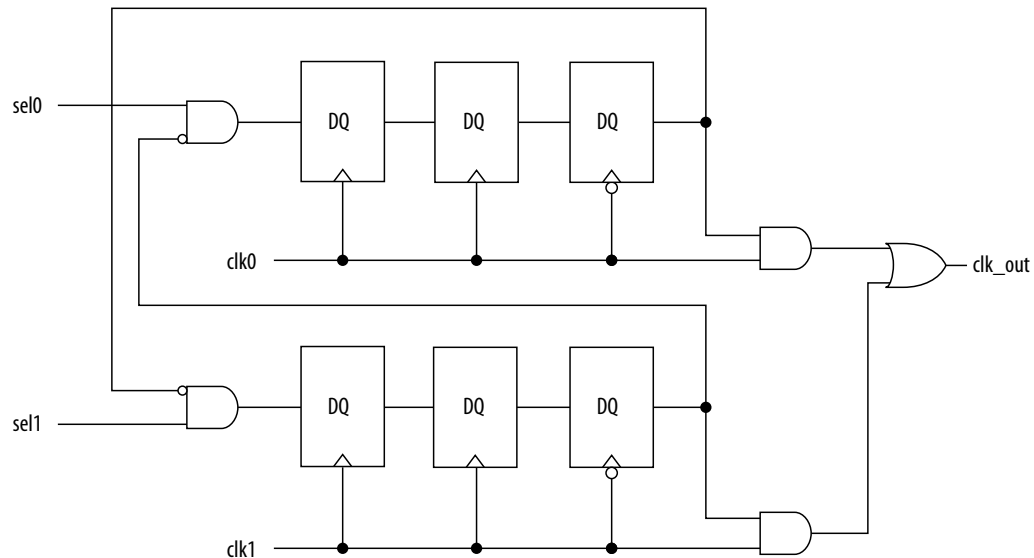 sel0
DQ DQ DQ
clk0
clk_out
DQ DQ DQ
sel1
clk1